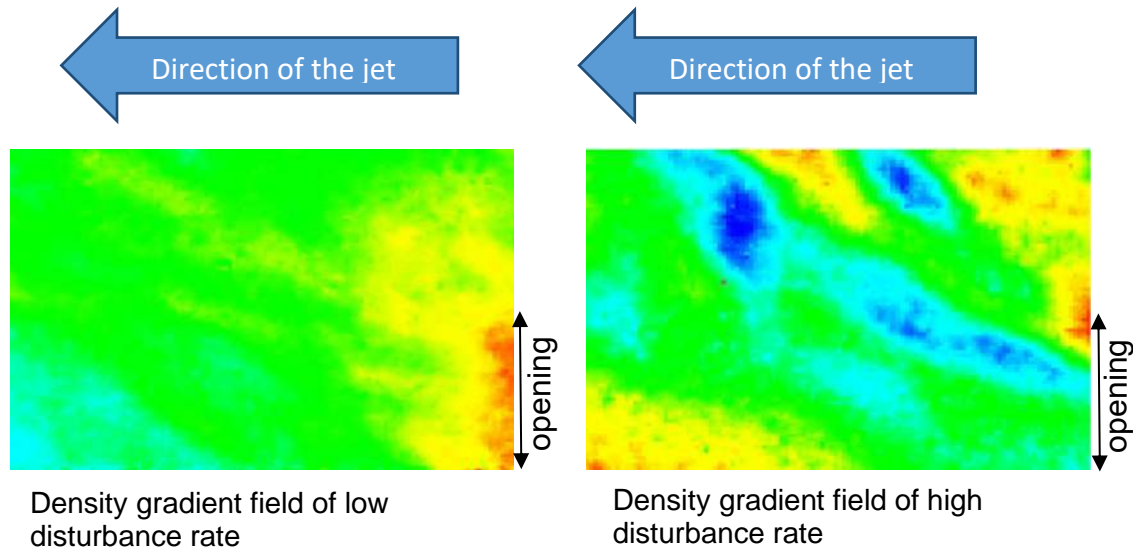 Direction of the jet
Direction of the jet
opening
opening
Density gradient field of low
disturbance rate
Density gradient field of high
disturbance rate